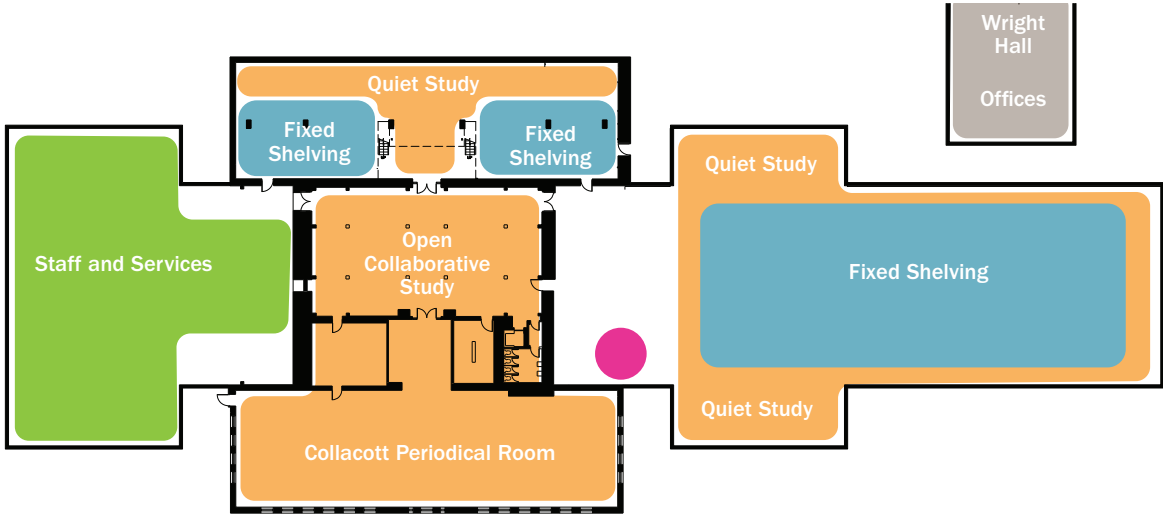 Wright
Hall
Offices
Quiet Study
Fixed
Shelving
Fixed
Shelving
Quiet Study
Staff and Services
Open
Collaborative
Study
Fixed Shelving
Quiet Study
Collacott Periodical Room